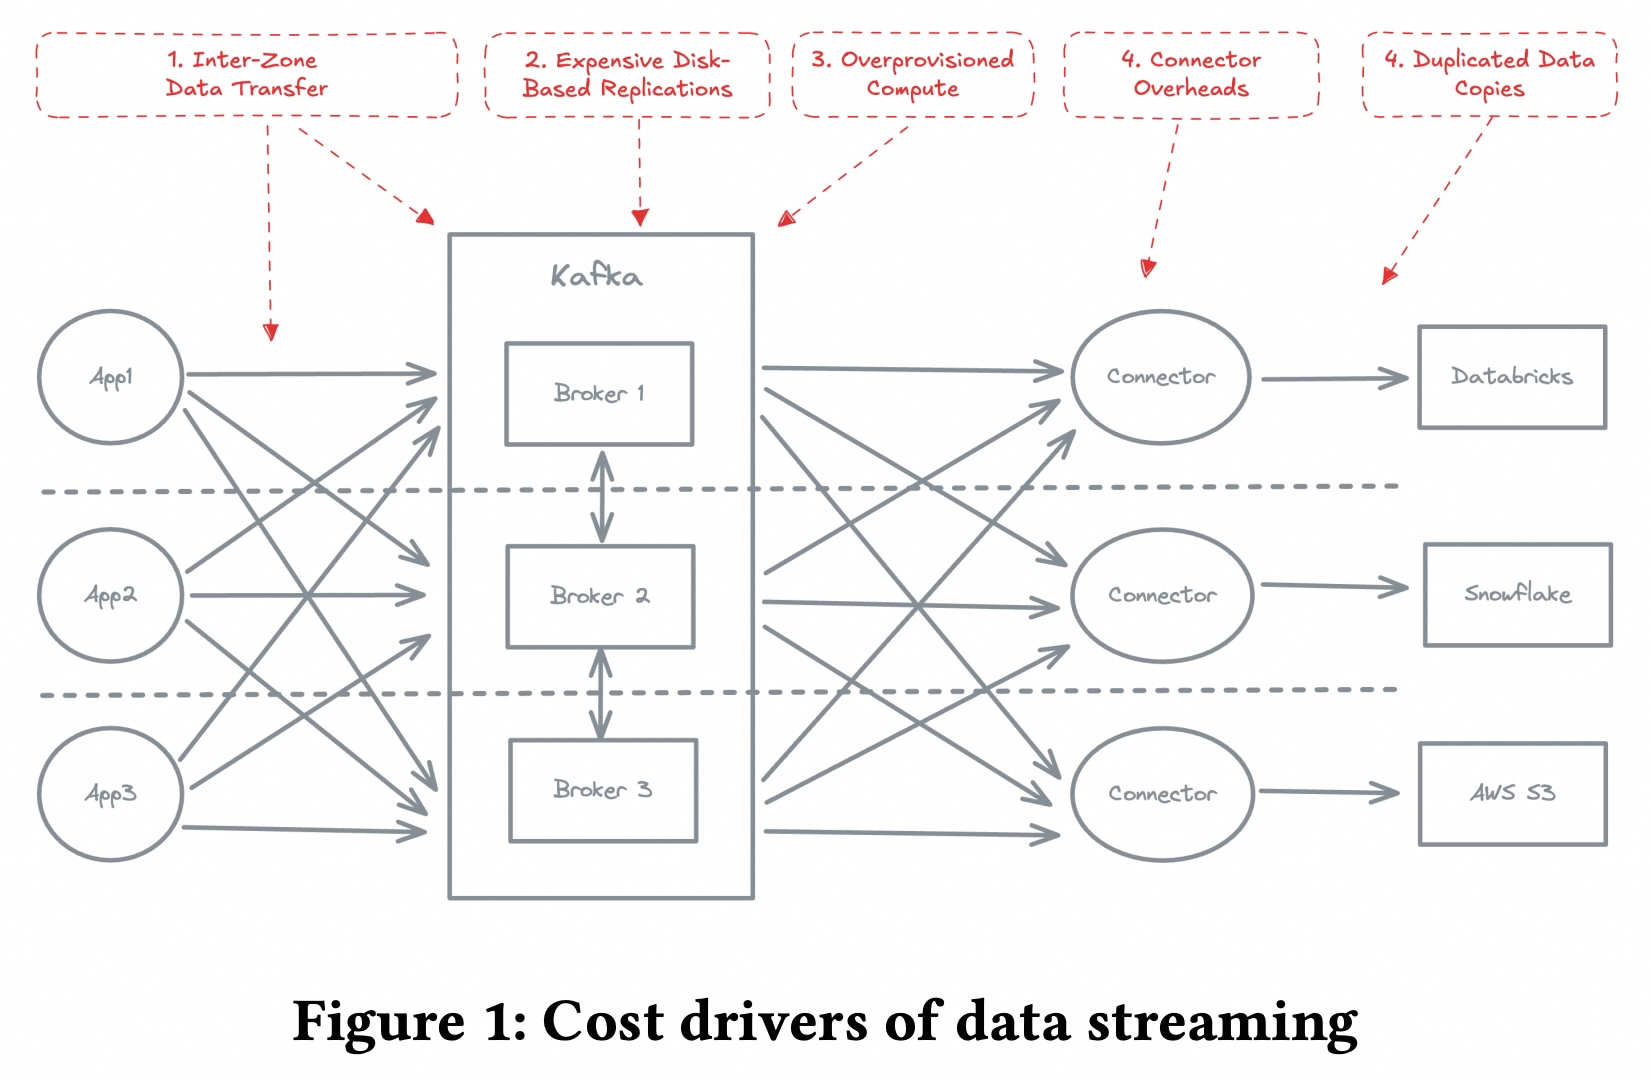 1. Inter-Zone
Data Transfer
2. Expensive Disk-
Based Replications
3. Overprovisioned
Compute
4. Connector
Overheads
4. Duplicated Data
Copies
Kafka
App1
Broker 1
Connector
Databricks
App2
Broker 2
Connector
Snowflake
App3
Broker 3
Connector
AWS S3
Figure 1: Cost drivers of data streaming